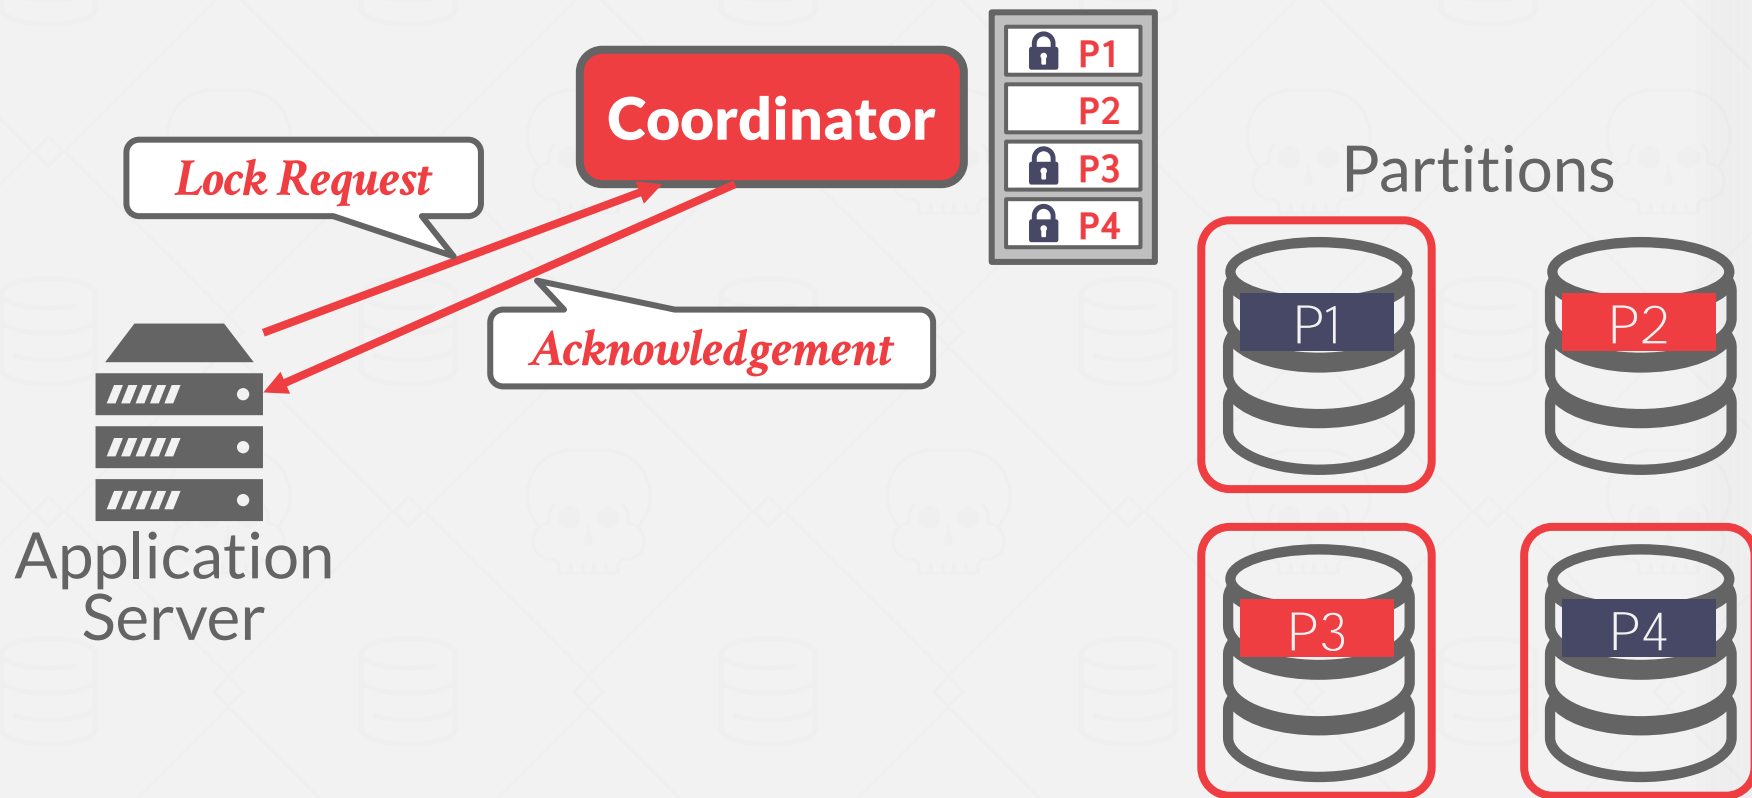 Coordinator
P1
P2
P3
P4
Lock Request
Acknowledgement
Application
Server
Partitions
P1
P2
P3
P4